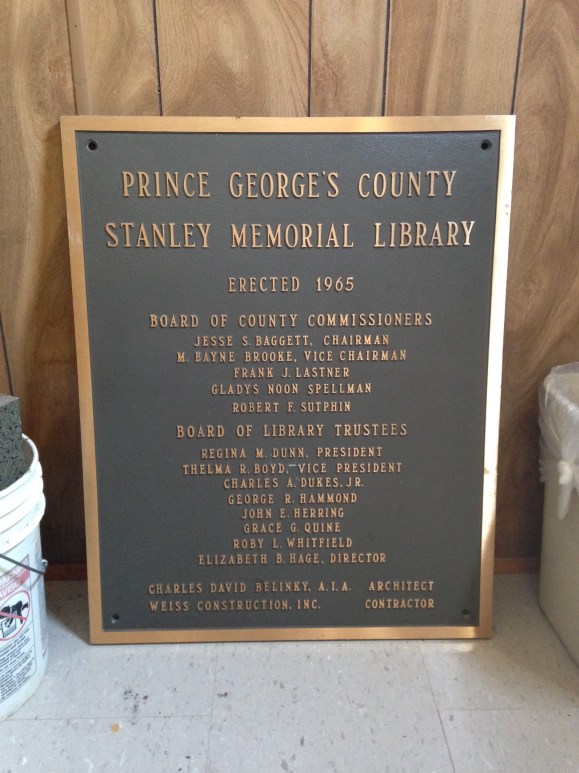 PRINCE GEORGE'S COUNTY
STANLEY MEMORIAL LIBRARY
ERECTED 1965
BOARD OF COUNTY COMMISSIONERS
JESSE S. BAGGETT, CHAIRMAN
M. BAYNE BROOKE, VICE CHAIRMAN
FRANK J. LASTNER
GLADYS NOON SPELLMAN
ROBERT F. SUTPHIN
BOARD OF LIBRARY TRUSTEES
REGINA M. DUNN, PRESIDENT
THELMA R. BOYD, VICE PRESIDENT
CHARLES A. DUKES, JR.
GEORGE R. HAMMOND
JOHN E. HERRING
GRACE G. QUINE
ROBY L. WHITFIELD
ELIZABETH B. HAGE, DIRECTOR
CHARLES DAVID BELINKY, A.I.A. ARCHITECT
WEISS CONSTRUCTION, INC. CONTRACTOR